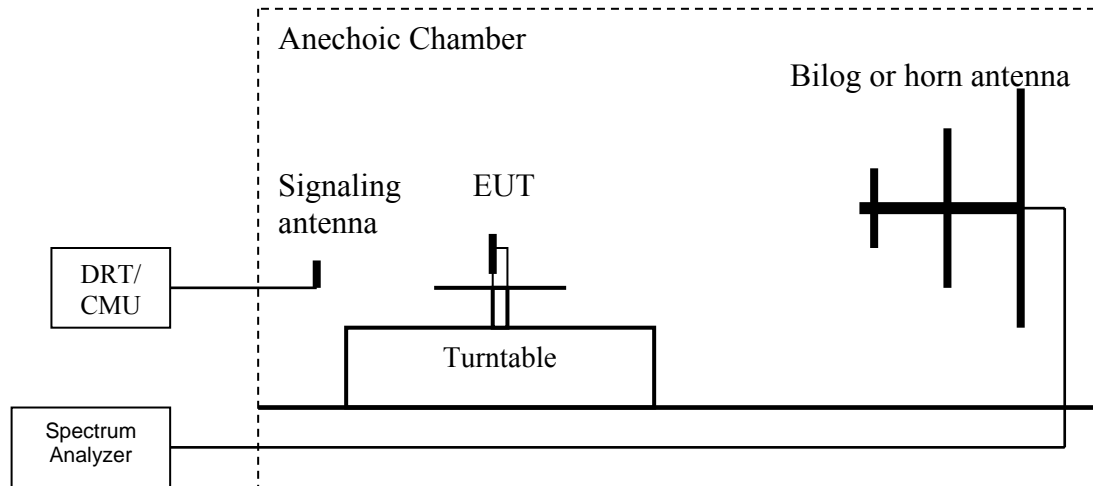 Anechoic Chamber
Bilog or horn antenna
Signaling
antenna
EUT
DRT/
CMU
Turntable
Spectrum
Analyzer